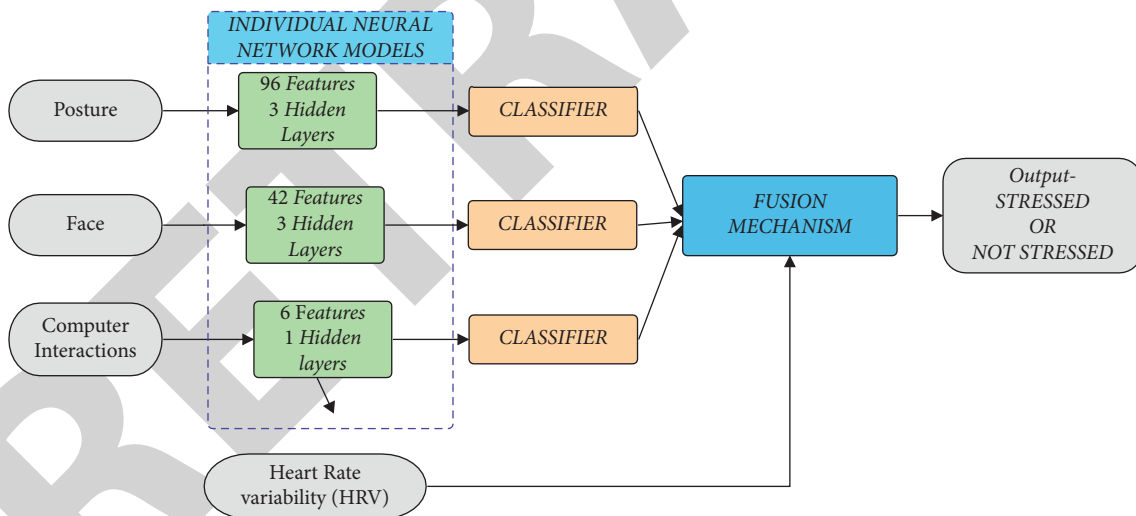 INDIVIDUAL NEURAL
NETWORK MODELS
Posture
96 Features
3 Hidden
Layers
CLASSIFIER
Face
42 Features
3 Hidden
Layers
CLASSIFIER
FUSION
MECHANISM
Output-
STRESSED
OR
NOT STRESSED
Computer
Interactions
6 Features
1 Hidden
layers
CLASSIFIER
Heart Rate
variability (HRV)